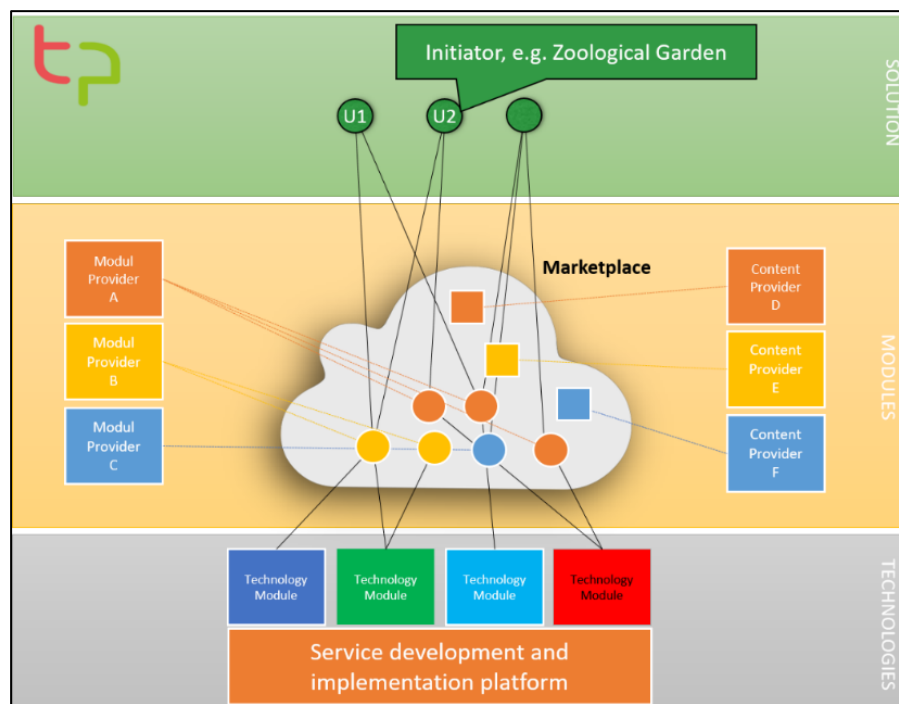 tp
Initiator, e.g. Zoological Garden
U1
U2
SOLUTION
Marketplace
Modul
Provider
A
Modul
Provider
B
Modul
Provider
C
Content
Provider
D
Content
Provider
E
Content
Provider
F
MODULES
Technology
Module
Technology
Module
Technology
Module
Technology
Module
Service development and
implementation platform
TECHNOLOGIES